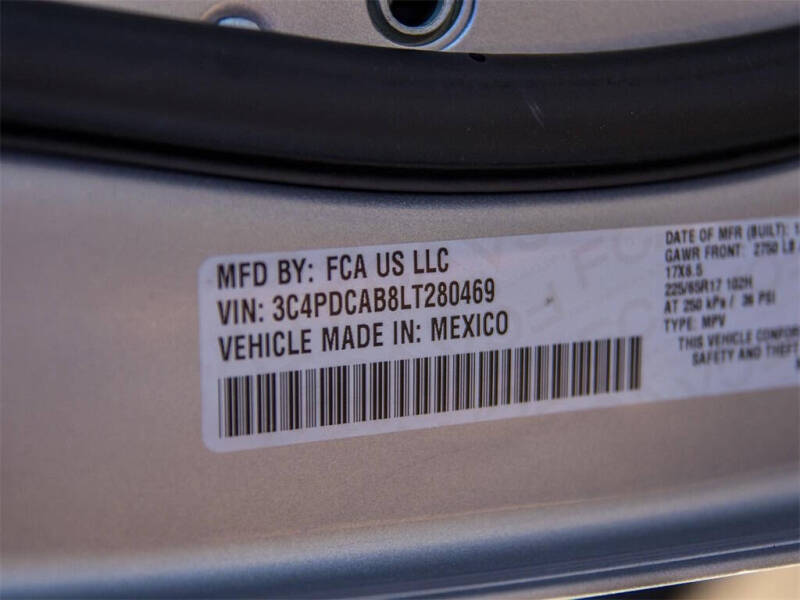 MFD BY: FCA US LLC
VIN: 3C4PDCAB8LT280469
VEHICLE MADE IN: MEXICO
DATE OF MFR (BUILT):
GAWR FRONT: 2750 LB
17X6.5
225/65R17 102H
AT 250 kPa / 36 PSI
TYPE: MPV
THIS VEHICLE
SAFETY AND THEFT